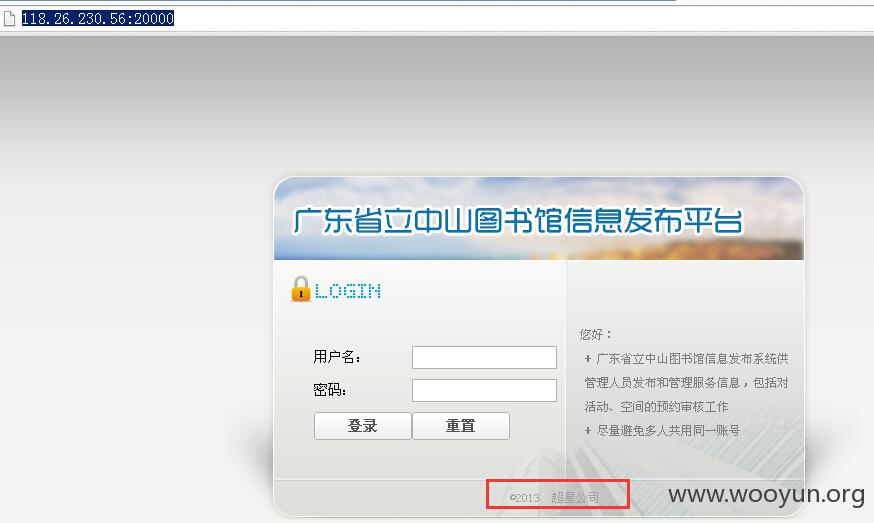 118.26.230.56:20000
广东省立中山图书馆信息发布平台
LOGIN
用户名:
密码:
登录 重置
您好：
+ 广东省立中山图书馆信息发布系统供
管理人员发布和管理服务信息，包括对
活动、空间的预约审核工作
+ 尽量避免多人共用同一账号
©2013 超星公司
www.wooyun.org